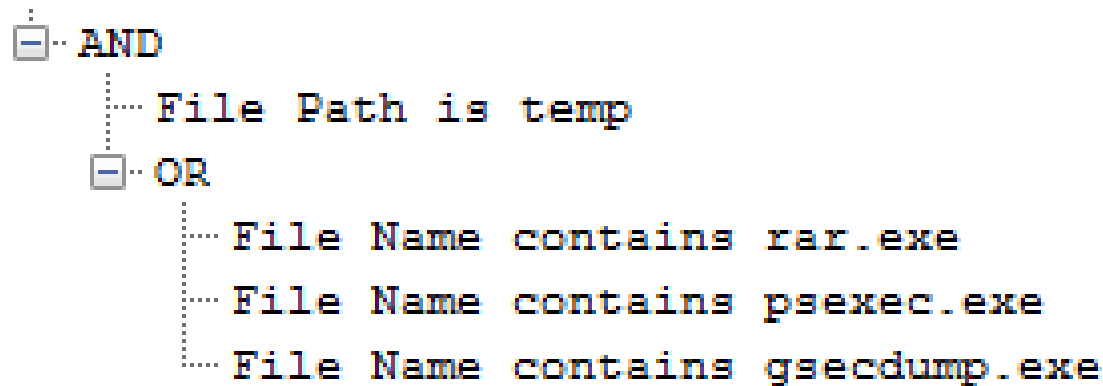 AND
File Path is temp
OR
File Name contains rar.exe
File Name contains psexec.exe
File Name contains gsecdump.exe